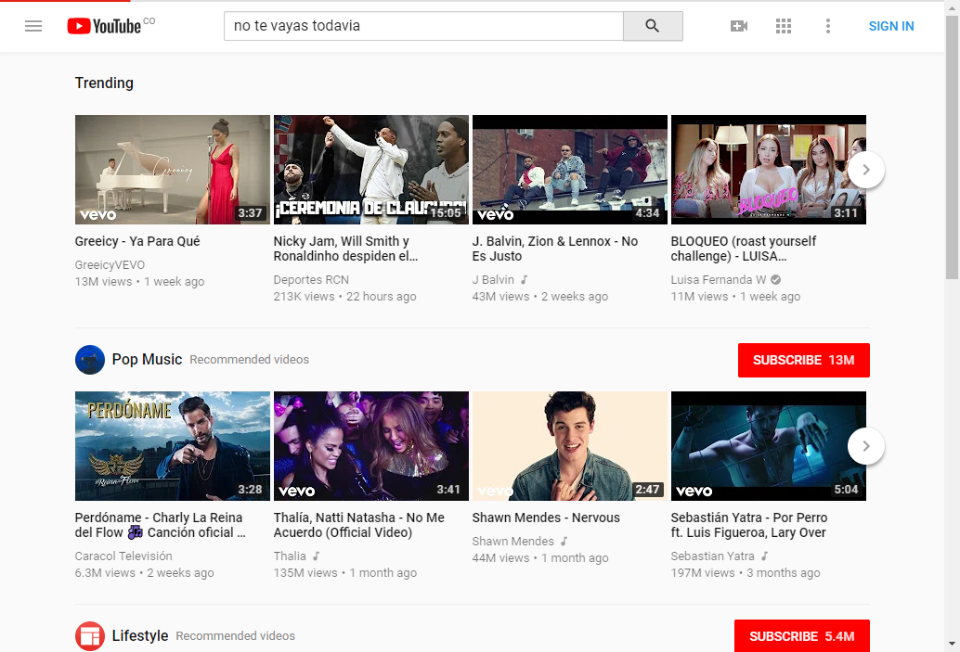 YouTube CO
no te vayas todavia
SIGN IN
Trending
Greeicy
vevo
3:37
¡CEREMONIA DE CLAUSURA!
15:05
vevo
4:34
BLOQUEO
3:11
Greeicy - Ya Para Qué
GreeicyVEVO
13M views • 1 week ago
Nicky Jam, Will Smith y
Ronaldinho despiden el...
Deportes RCN
213K views • 22 hours ago
J. Balvin, Zion & Lennox - No
Es Justo
J Balvin
43M views • 2 weeks ago
BLOQUEO (roast yourself
challenge) - LUISA...
Luisa Fernanda W
11M views • 1 week ago
Pop Music Recommended videos
SUBSCRIBE 13M
PERDÓNAME
#ReinadelFlow
3:28
vevo
3:41
vevo
2:47
vevo
5:04
Perdóname - Charly La Reina
del Flow 🎶 Canción oficial ...
Caracol Televisión
6.3M views • 2 weeks ago
Thalía, Natti Natasha - No Me
Acuerdo (Official Video)
Thalia
135M views • 1 month ago
Shawn Mendes - Nervous
Shawn Mendes
44M views • 1 month ago
Sebastián Yatra - Por Perro
ft. Luis Figueroa, Lary Over
Sebastian Yatra
197M views • 3 months ago
Lifestyle Recommended videos
SUBSCRIBE 5.4M